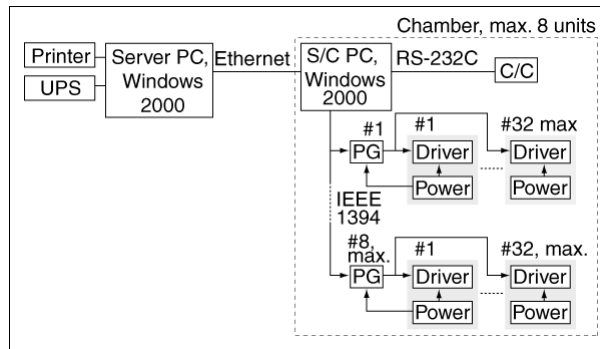 Chamber, max. 8 units
Printer
UPS
Server PC,
Windows
2000
Ethernet
S/C PC,
Windows
2000
RS-232C
C/C
#1
#1
#32 max
PG
Driver
Driver
Power
Power
IEEE
1394
#8,
max.
#1
#32, max.
PG
Driver
Driver
Power
Power